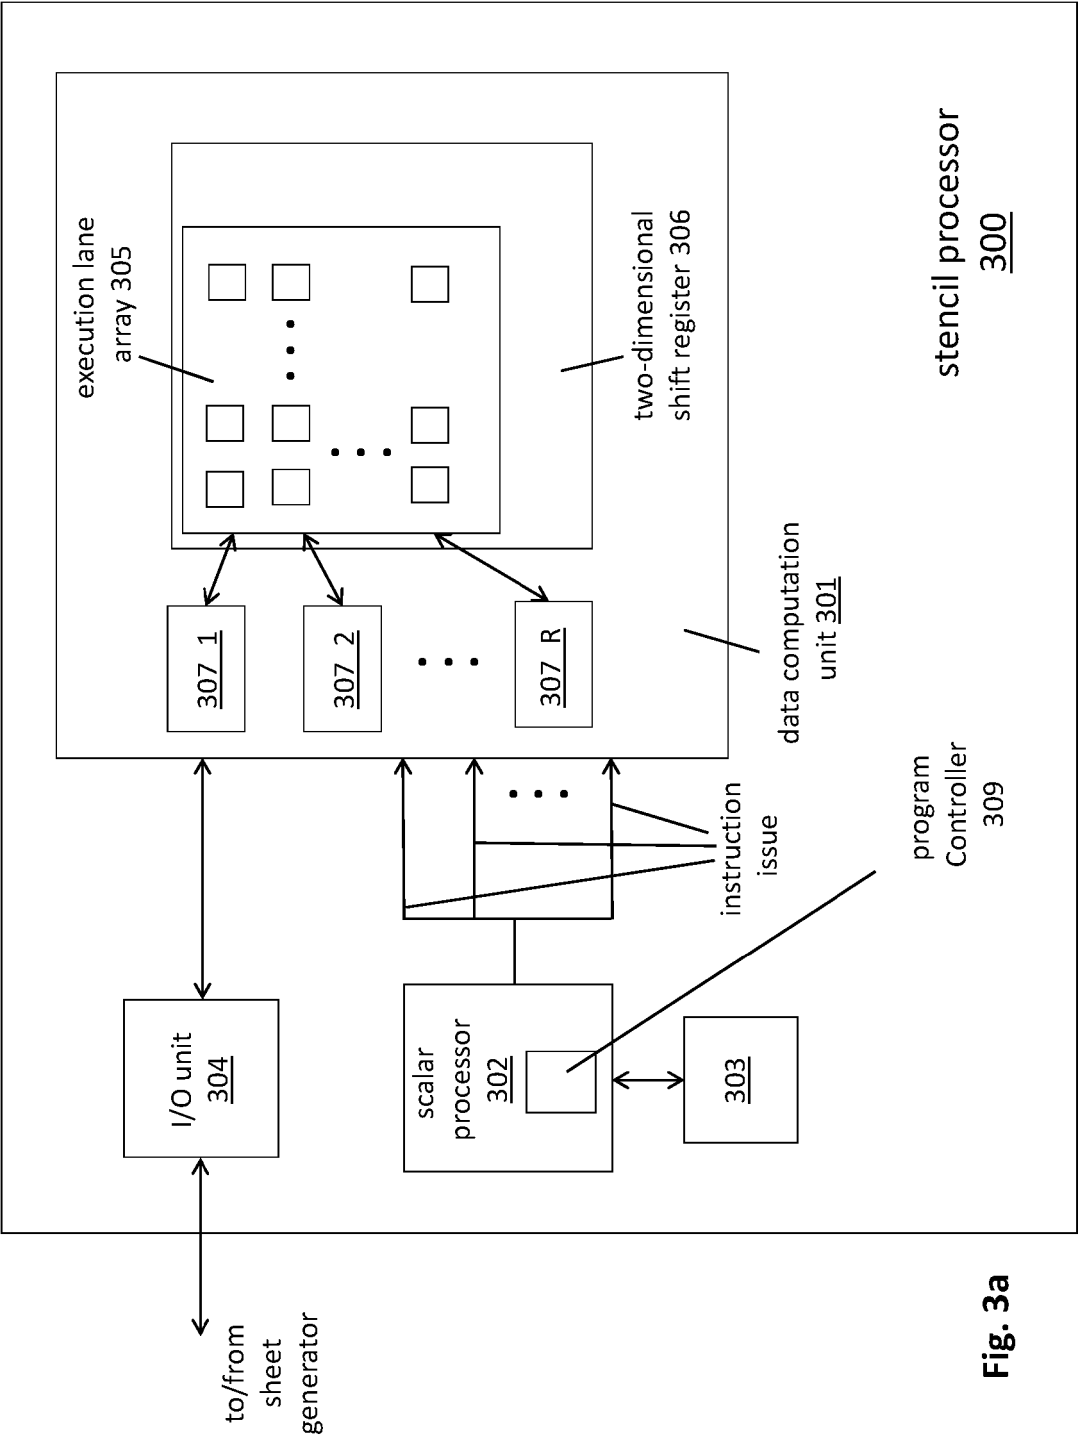 execution lane
array 305
two-dimensional
shift register 306
stencil processor
300
307_1
307_2
307_R
data computation
unit 301
I/O unit
304
scalar
processor
302
instruction
issue
program
Controller
309
303
to/from
sheet
generator
Fig. 3a